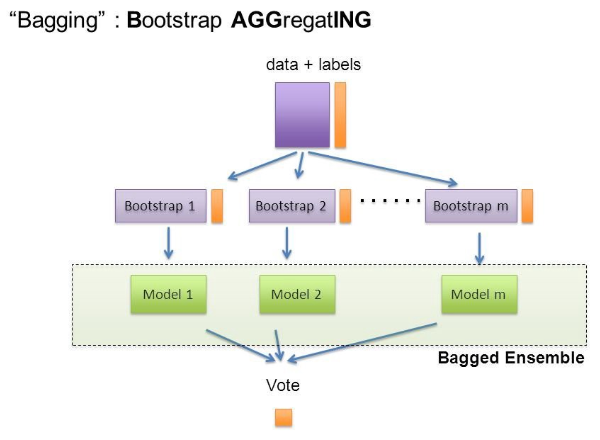 “Bagging” : Bootstrap AGGregatING
data + labels
Bootstrap 1
Bootstrap 2
. . . . . .
Bootstrap m
Model 1
Model 2
Model m
Bagged Ensemble
Vote